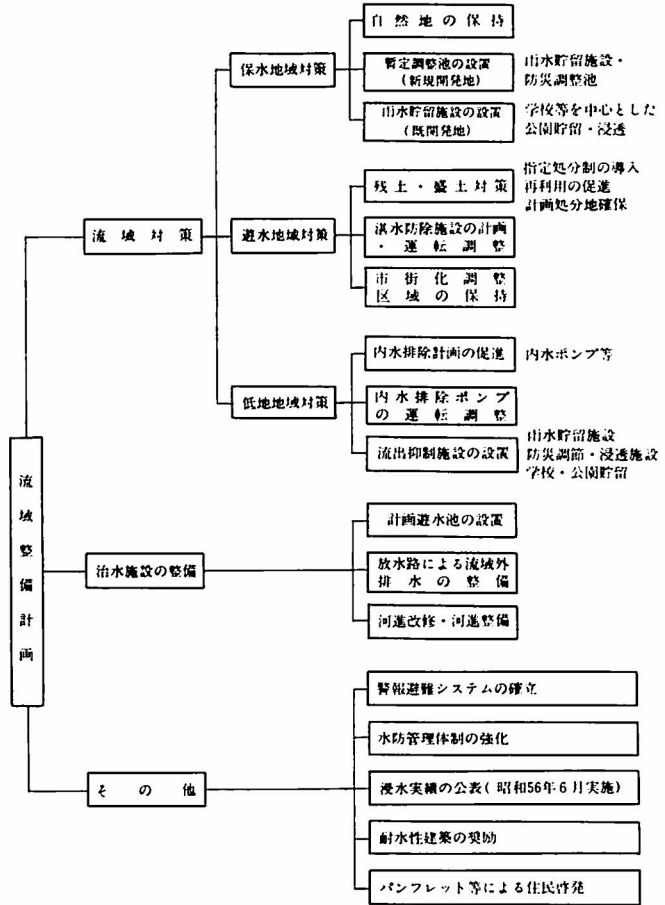 自然地の保持
保水地域対策
暫定調整池の設置
(新規開発地)
雨水貯留施設・
防災調整池
雨水貯留施設の設置
(既開発地)
学校等を中心とした
公園貯留・浸透
流域対策
遊水地域対策
残土・盛土対策
指定処分制の導入
再利用の促進
計画処分地確保
湛水防除施設の計画
・運転調整
市街化調整
区域の保持
低地地域対策
内水排除計画の促進
内水ポンプ等
内水排除ポンプ
の運転調整
流出抑制施設の設置
雨水貯留施設
防災調節・浸透施設
学校・公園貯留
流域整備計画
治水施設の整備
計画遊水池の設置
放水路による流域外
排水の整備
河進改修・河進整備
その他
警報避難システムの確立
水防管理体制の強化
浸水実績の公表(昭和56年6月実施)
耐水性建築の奨励
パンフレット等による住民啓発